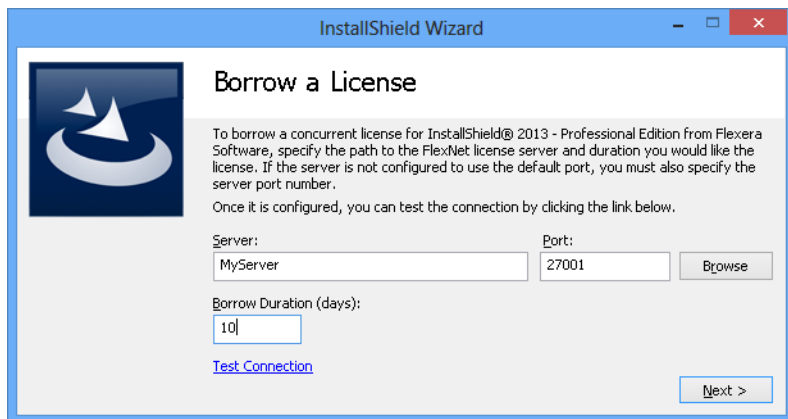 InstallShield Wizard
Borrow a License
To borrow a concurrent license for InstallShield® 2013 - Professional Edition from Flexera
Software, specify the path to the FlexNet license server and duration you would like the
license. If the server is not configured to use the default port, you must also specify the
server port number.
Once it is configured, you can test the connection by clicking the link below.
Server: Port:
MyServer 27001 Browse
Borrow Duration (days):
10
Test Connection
Next >